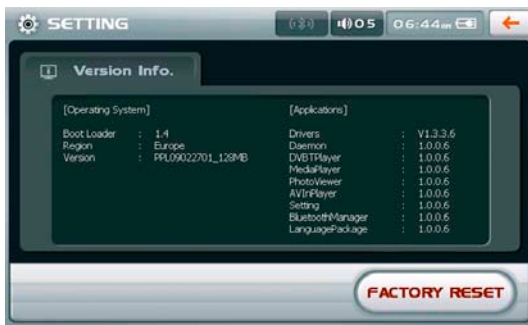 SETTING
05
06:44am
Version Info.
[Operating System]
Boot Loader : 1.4
Region : Europe
Version : PPL09022701_128MB
[Applications]
Drivers : V1.3.3.6
Daemon : 1.0.0.6
DVBTPlayer : 1.0.0.6
MediaPlayer : 1.0.0.6
PhotoViewer : 1.0.0.6
AVInPlayer : 1.0.0.6
Setting : 1.0.0.6
BluetoothManager : 1.0.0.6
LanguagePackage : 1.0.0.6
FACTORY RESET